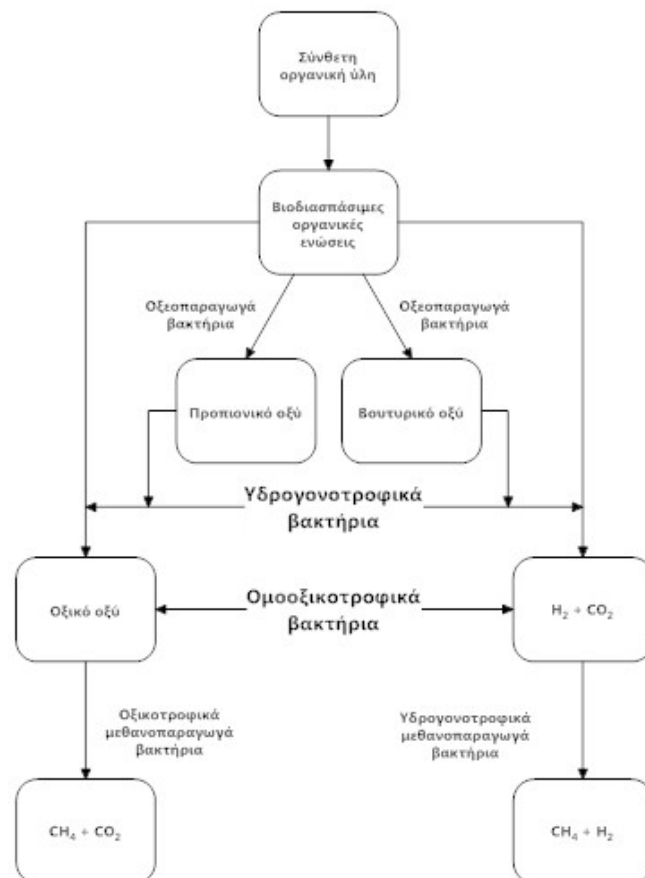 Σύνθετη
οργανική ύλη
Βιοδιασπάσιμες
οργανικές
ενώσεις
Οξεοπαραγωγά
βακτήρια
Οξεοπαραγωγά
βακτήρια
Προπιονικό οξύ
Βουτυρικό οξύ
Υδρογονοτροφικά
βακτήρια
Οξικό οξύ
Ομοοξικοτροφικά
βακτήρια
H₂ + CO₂
Οξικοτροφικά
μεθανοπαραγωγά
βακτήρια
Υδρογονοτροφικά
μεθανοπαραγωγά
βακτήρια
CH₄ + CO₂
CH₄ + H₂